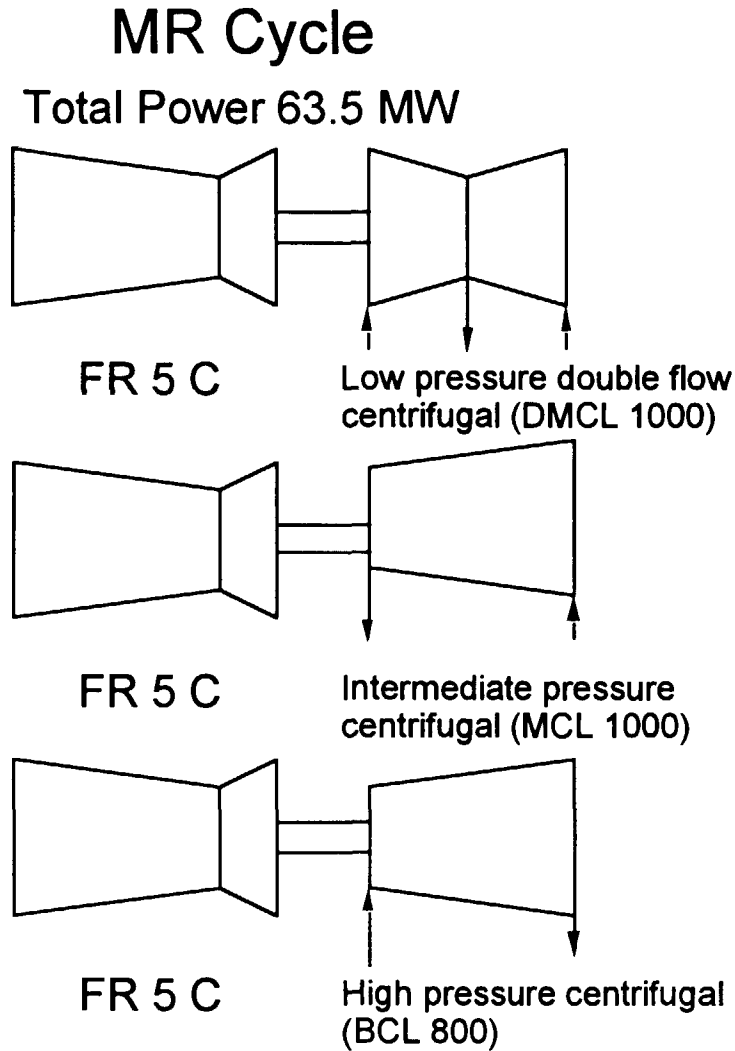 MR Cycle
Total Power 63.5 MW
FR 5 C
Low pressure double flow
centrifugal (DMCL 1000)
FR 5 C
Intermediate pressure
centrifugal (MCL 1000)
FR 5 C
High pressure centrifugal
(BCL 800)